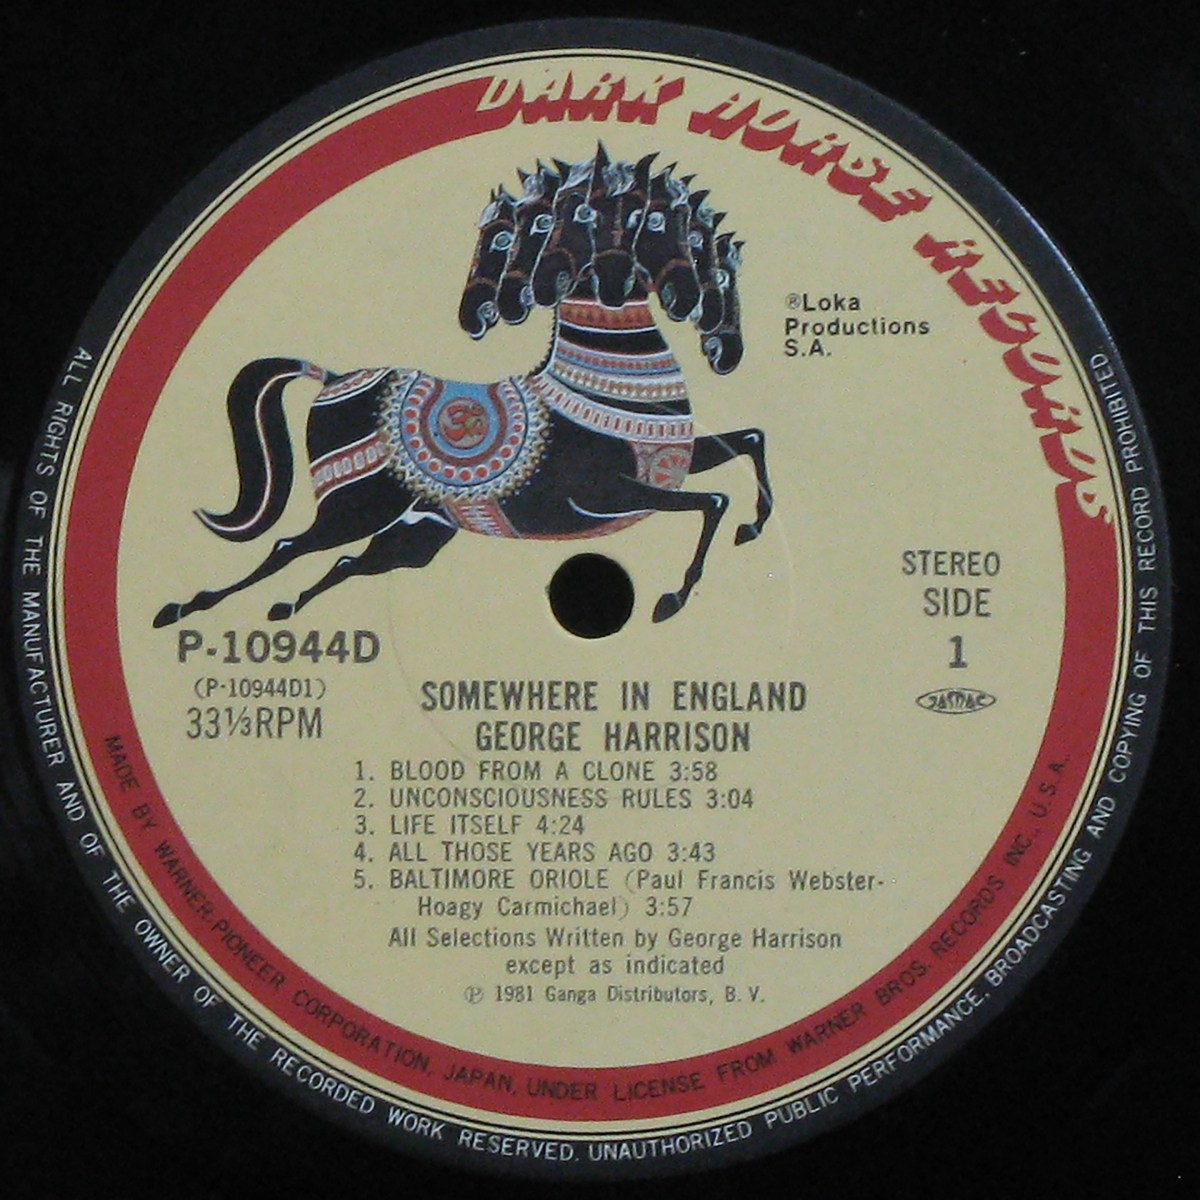 DARK HORSE RECORDS
®Loka
Productions
S.A.
STEREO
SIDE
1
JASRAC
P-10944D
(P-10944D1)
33⅓RPM
SOMEWHERE IN ENGLAND
GEORGE HARRISON
1. BLOOD FROM A CLONE 3:58
2. UNCONSCIOUSNESS RULES 3:04
3. LIFE ITSELF 4:24
4. ALL THOSE YEARS AGO 3:43
5. BALTIMORE ORIOLE (Paul Francis Webster-
Hoagy Carmichael) 3:57
All Selections Written by George Harrison
except as indicated
℗ 1981 Ganga Distributors, B. V.
MADE BY WARNER-PIONEER CORPORATION, JAPAN, UNDER LICENSE FROM WARNER BROS. RECORDS INC., U.S.A.
ALL RIGHTS OF THE MANUFACTURER AND OF THE OWNER OF THE RECORDED WORK RESERVED. UNAUTHORIZED PUBLIC PERFORMANCE, BROADCASTING AND COPYING OF THIS RECORD PROHIBITED.